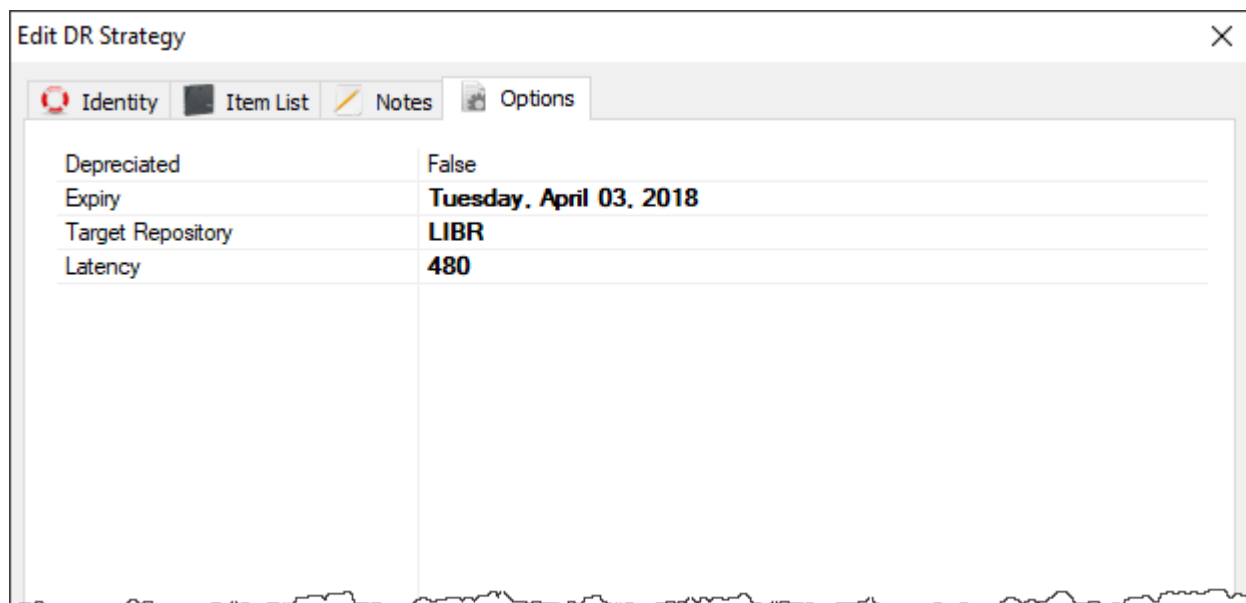 Edit DR Strategy
Identity Item List Notes Options
Depreciated False
Expiry Tuesday, April 03, 2018
Target Repository LIBR
Latency 480